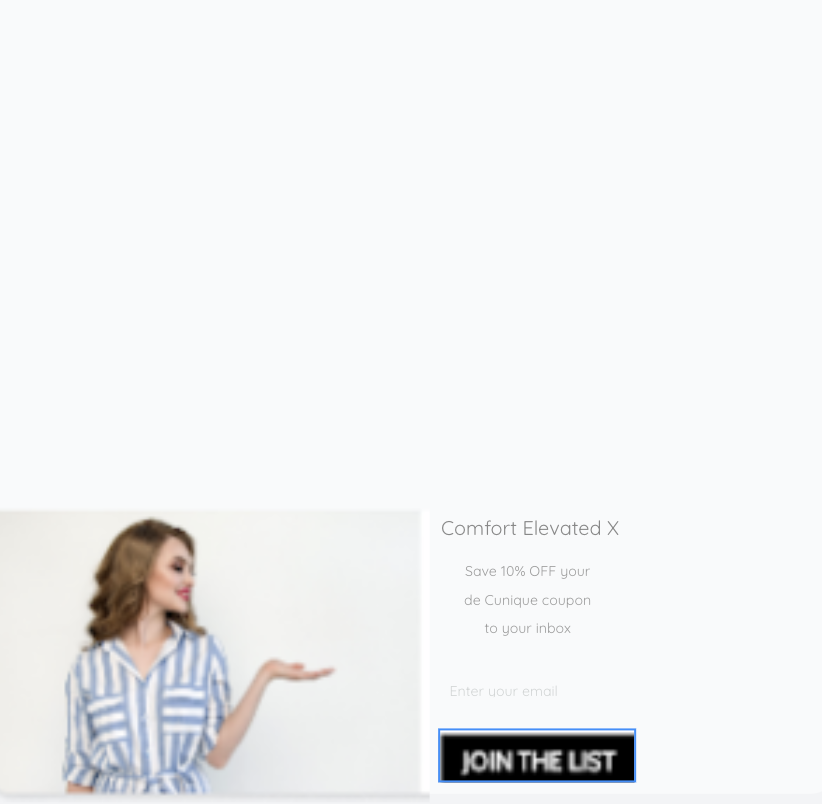 Comfort Elevated X
Save 10% OFF your
de Cunique coupon
to your inbox
Enter your email
JOIN THE LIST